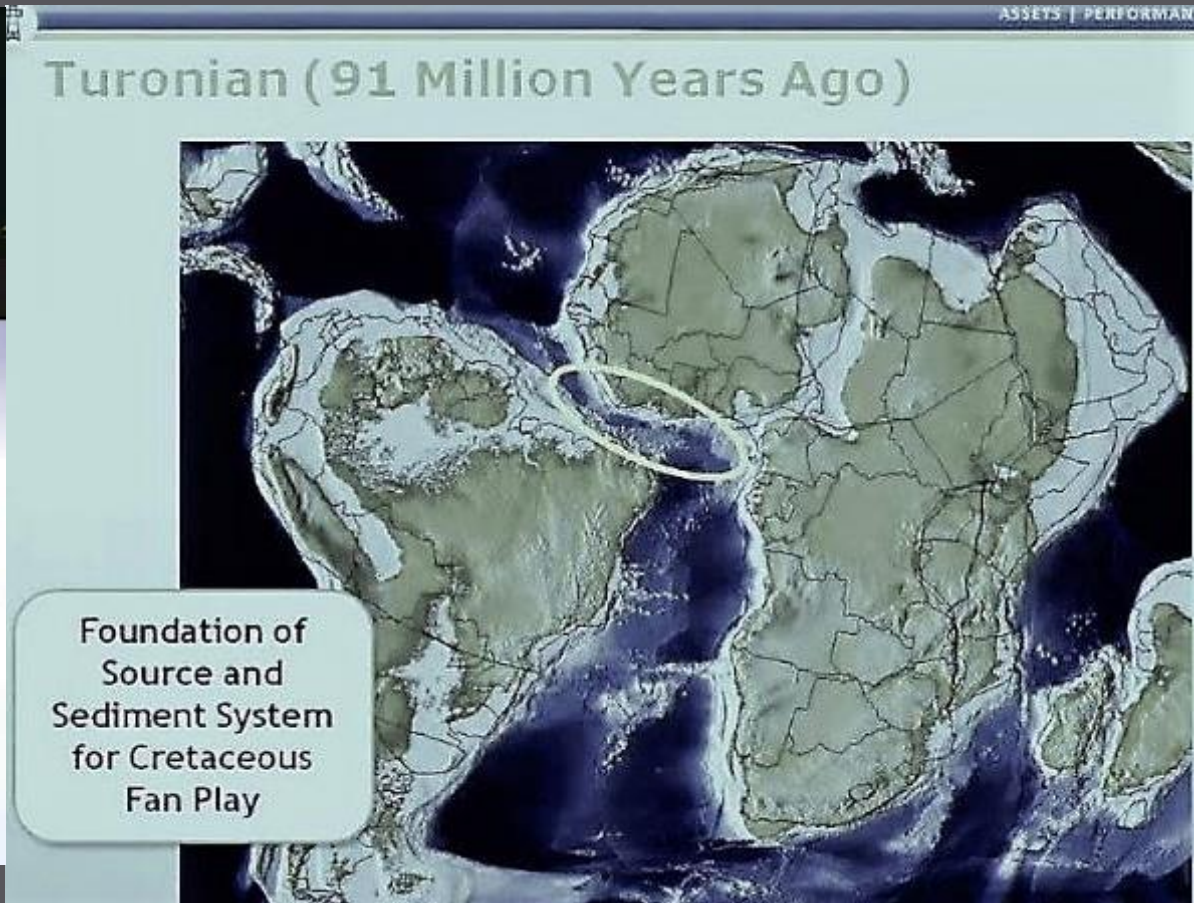 ASSETS | PERFORMAN
Turonian (91 Million Years Ago)
Foundation of
Source and
Sediment System
for Cretaceous
Fan Play